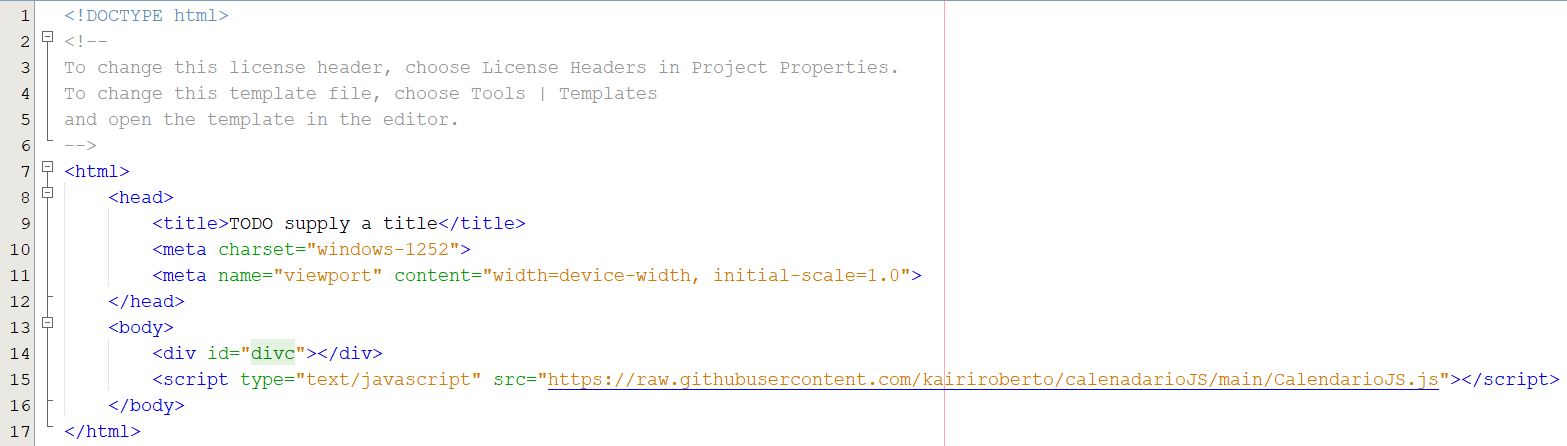 1 <!DOCTYPE html>
2 <!--
3 To change this license header, choose License Headers in Project Properties.
4 To change this template file, choose Tools | Templates
5 and open the template in the editor.
6 -->
7 <html>
8 <head>
9 <title>TODO supply a title</title>
10 <meta charset="windows-1252">
11 <meta name="viewport" content="width=device-width, initial-scale=1.0">
12 </head>
13 <body>
14 <div id="divc"></div>
15 <script type="text/javascript" src="https://raw.githubusercontent.com/kairiroberto/calenadarioJS/main/CalendarioJS.js"></script>
16 </body>
17 </html>